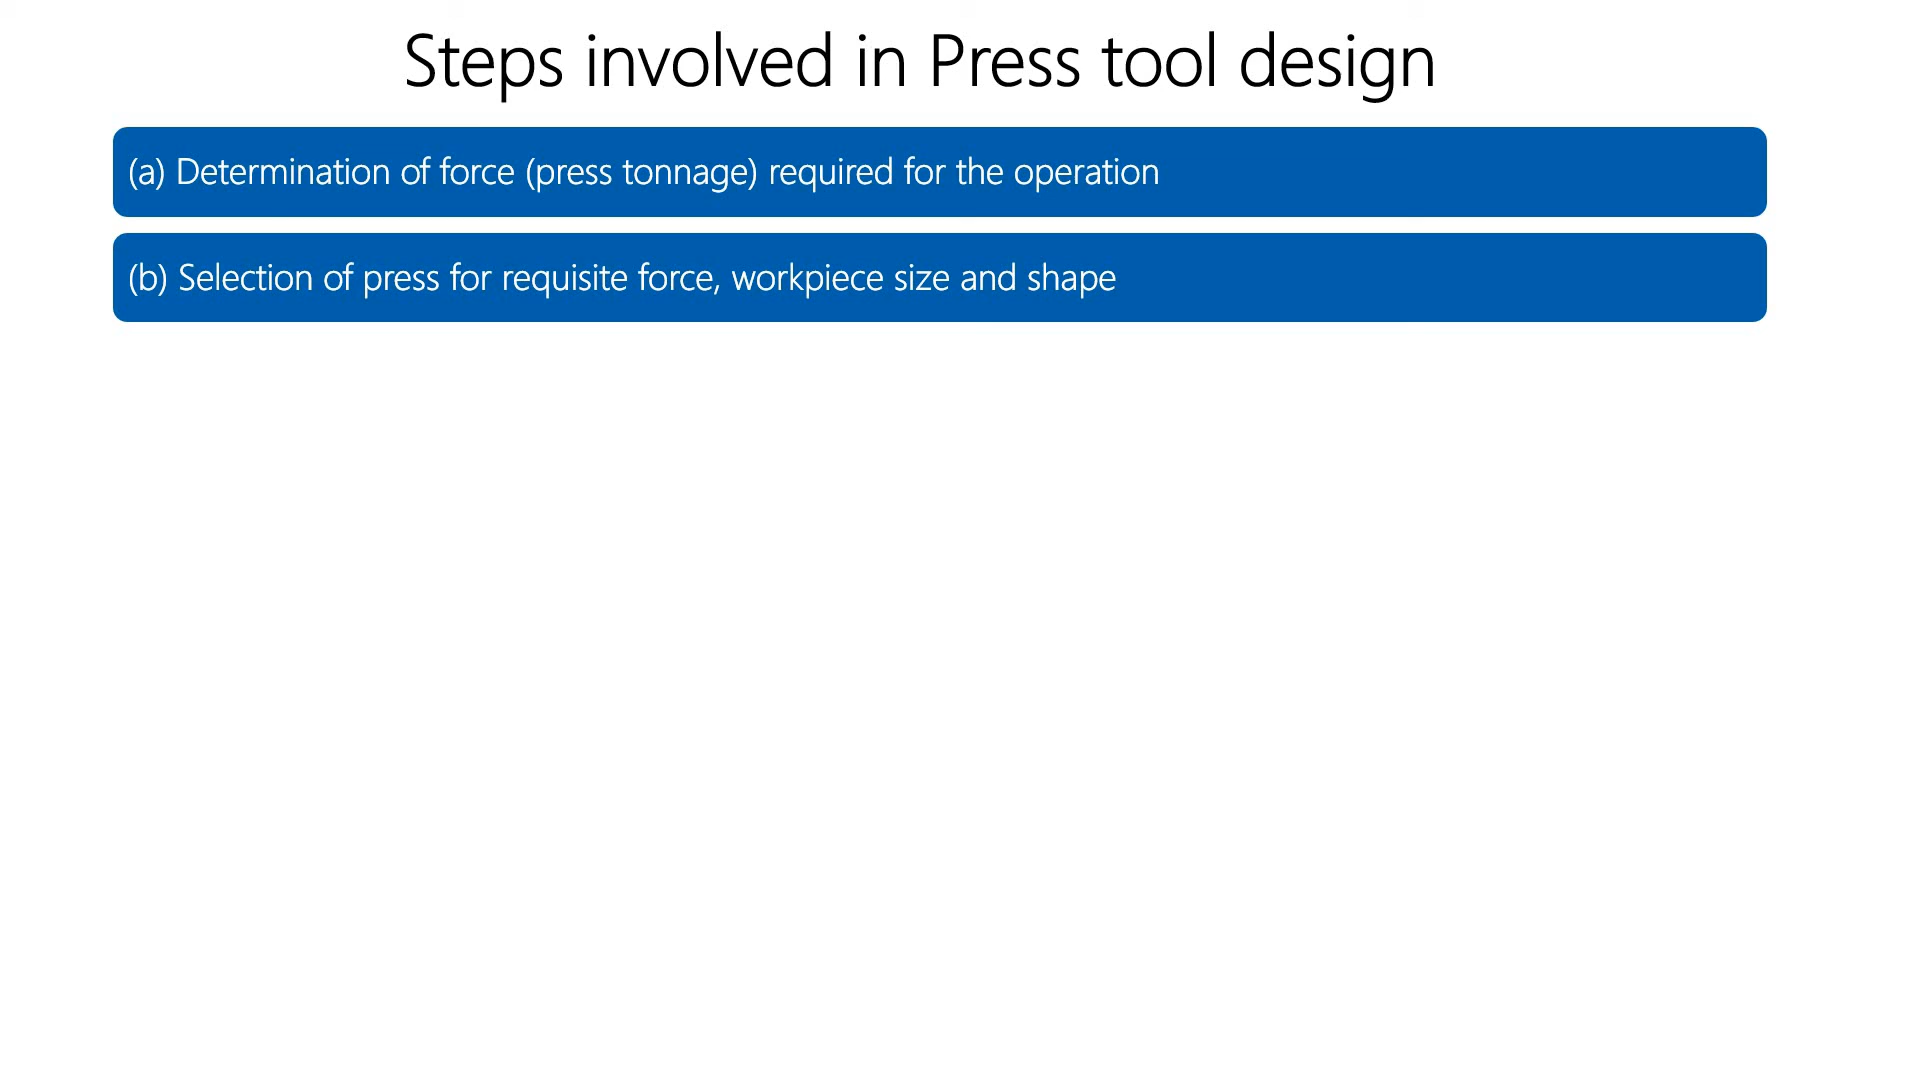 Steps involved in Press tool design
(a) Determination of force (press tonnage) required for the operation
(b) Selection of press for requisite force, workpiece size and shape